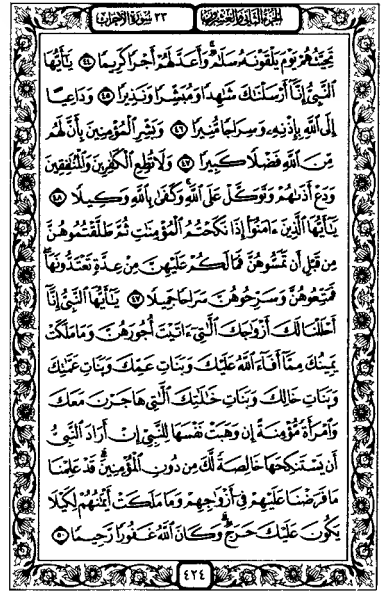 الجزء الثاني والعشرون
٣٣ سورة الأحزاب
تَحِيَّتُهُمْ يَوْمَ يَلْقَوْنَهُۥ سَلَٰمٌ ۚ وَأَعَدَّ لَهُمْ أَجْرًا كَرِيمًا ٤٤ يَٰٓأَيُّهَا
ٱلنَّبِيُّ إِنَّآ أَرْسَلْنَٰكَ شَٰهِدًا وَمُبَشِّرًا وَنَذِيرًا ٤٥ وَدَاعِيًا
إِلَى ٱللَّهِ بِإِذْنِهِۦ وَسِرَاجًا مُّنِيرًا ٤٦ وَبَشِّرِ ٱلْمُؤْمِنِينَ بِأَنَّ لَهُم
مِّنَ ٱللَّهِ فَضْلًا كَبِيرًا ٤٧ وَلَا تُطِعِ ٱلْكَٰفِرِينَ وَٱلْمُنَٰفِقِينَ
وَدَعْ أَذَىٰهُمْ وَتَوَكَّلْ عَلَى ٱللَّهِ ۚ وَكَفَىٰ بِٱللَّهِ وَكِيلًا ٤٨
يَٰٓأَيُّهَا ٱلَّذِينَ ءَامَنُوٓا۟ إِذَا نَكَحْتُمُ ٱلْمُؤْمِنَٰتِ ثُمَّ طَلَّقْتُمُوهُنَّ
مِن قَبْلِ أَن تَمَسُّوهُنَّ فَمَا لَكُمْ عَلَيْهِنَّ مِنْ عِدَّةٍ تَعْتَدُّونَهَا ۖ
فَمَتِّعُوهُنَّ وَسَرِّحُوهُنَّ سَرَاحًا جَمِيلًا ٤٩ يَٰٓأَيُّهَا ٱلنَّبِيُّ إِنَّآ
أَحْلَلْنَا لَكَ أَزْوَٰجَكَ ٱلَّٰتِىٓ ءَاتَيْتَ أُجُورَهُنَّ وَمَا مَلَكَتْ
يَمِينُكَ مِمَّآ أَفَآءَ ٱللَّهُ عَلَيْكَ وَبَنَاتِ عَمِّكَ وَبَنَاتِ عَمَّٰتِكَ
وَبَنَاتِ خَالِكَ وَبَنَاتِ خَٰلَٰتِكَ ٱلَّٰتِى هَاجَرْنَ مَعَكَ
وَٱمْرَأَةً مُّؤْمِنَةً إِن وَهَبَتْ نَفْسَهَا لِلنَّبِيِّ إِنْ أَرَادَ ٱلنَّبِيُّ
أَن يَسْتَنكِحَهَا خَالِصَةً لَّكَ مِن دُونِ ٱلْمُؤْمِنِينَ ۗ قَدْ عَلِمْنَا
مَا فَرَضْنَا عَلَيْهِمْ فِىٓ أَزْوَٰجِهِمْ وَمَا مَلَكَتْ أَيْمَٰنُهُمْ لِكَيْلَا
يَكُونَ عَلَيْكَ حَرَجٌ ۗ وَكَانَ ٱللَّهُ غَفُورًا رَّحِيمًا ٥٠
٤٢٤